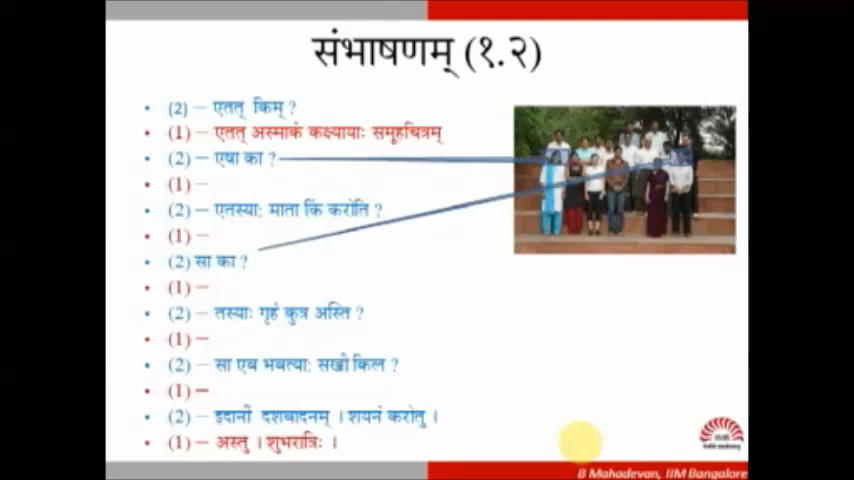 संभाषणम् (१.२)
(2) – एतत् किम् ?
(1) – एतत् अस्माकं कक्ष्यायाः समूहचित्रम्
(2) – एषा का ?
(1) –
(2) – एतस्या: माता किं करोति ?
(1) –
(2) सा का ?
(1) –
(2) – तस्याः गृहं कुत्र अस्ति ?
(1) –
(2) – सा एव भवत्या: सखी किल ?
(1) –
(2) – इदानीं दशवादनम् । शयनं करोतु ।
(1) – अस्तु । शुभरात्रिः ।
B Mahadevan, IIM Bangalore